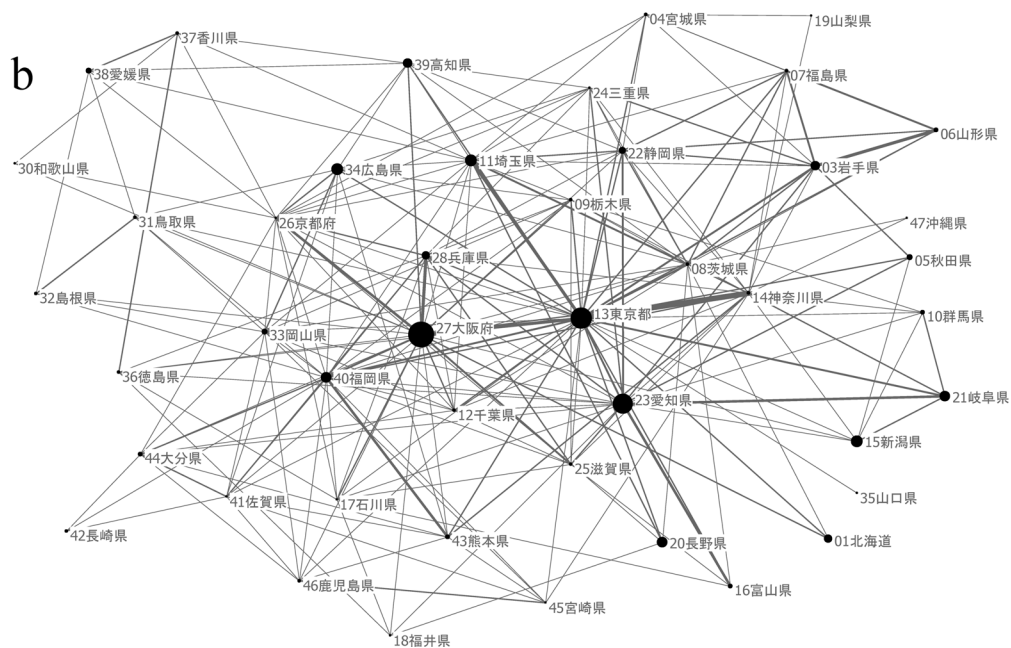 04宮城県
19山梨県
37香川県
b
38愛媛県
39高知県
07福島県
24三重県
06山形県
11埼玉県
22静岡県
30和歌山県
34広島県
03岩手県
09栃木県
31鳥取県
26京都府
47沖縄県
28兵庫県
08茨城県
05秋田県
32島根県
14神奈川県
13東京都
10群馬県
27大阪府
33岡山県
36徳島県
40福岡県
21岐阜県
23愛知県
12千葉県
15新潟県
44大分県
25滋賀県
41佐賀県
17石川県
35山口県
42長崎県
43熊本県
20長野県
01北海道
46鹿児島県
16富山県
45宮崎県
18福井県